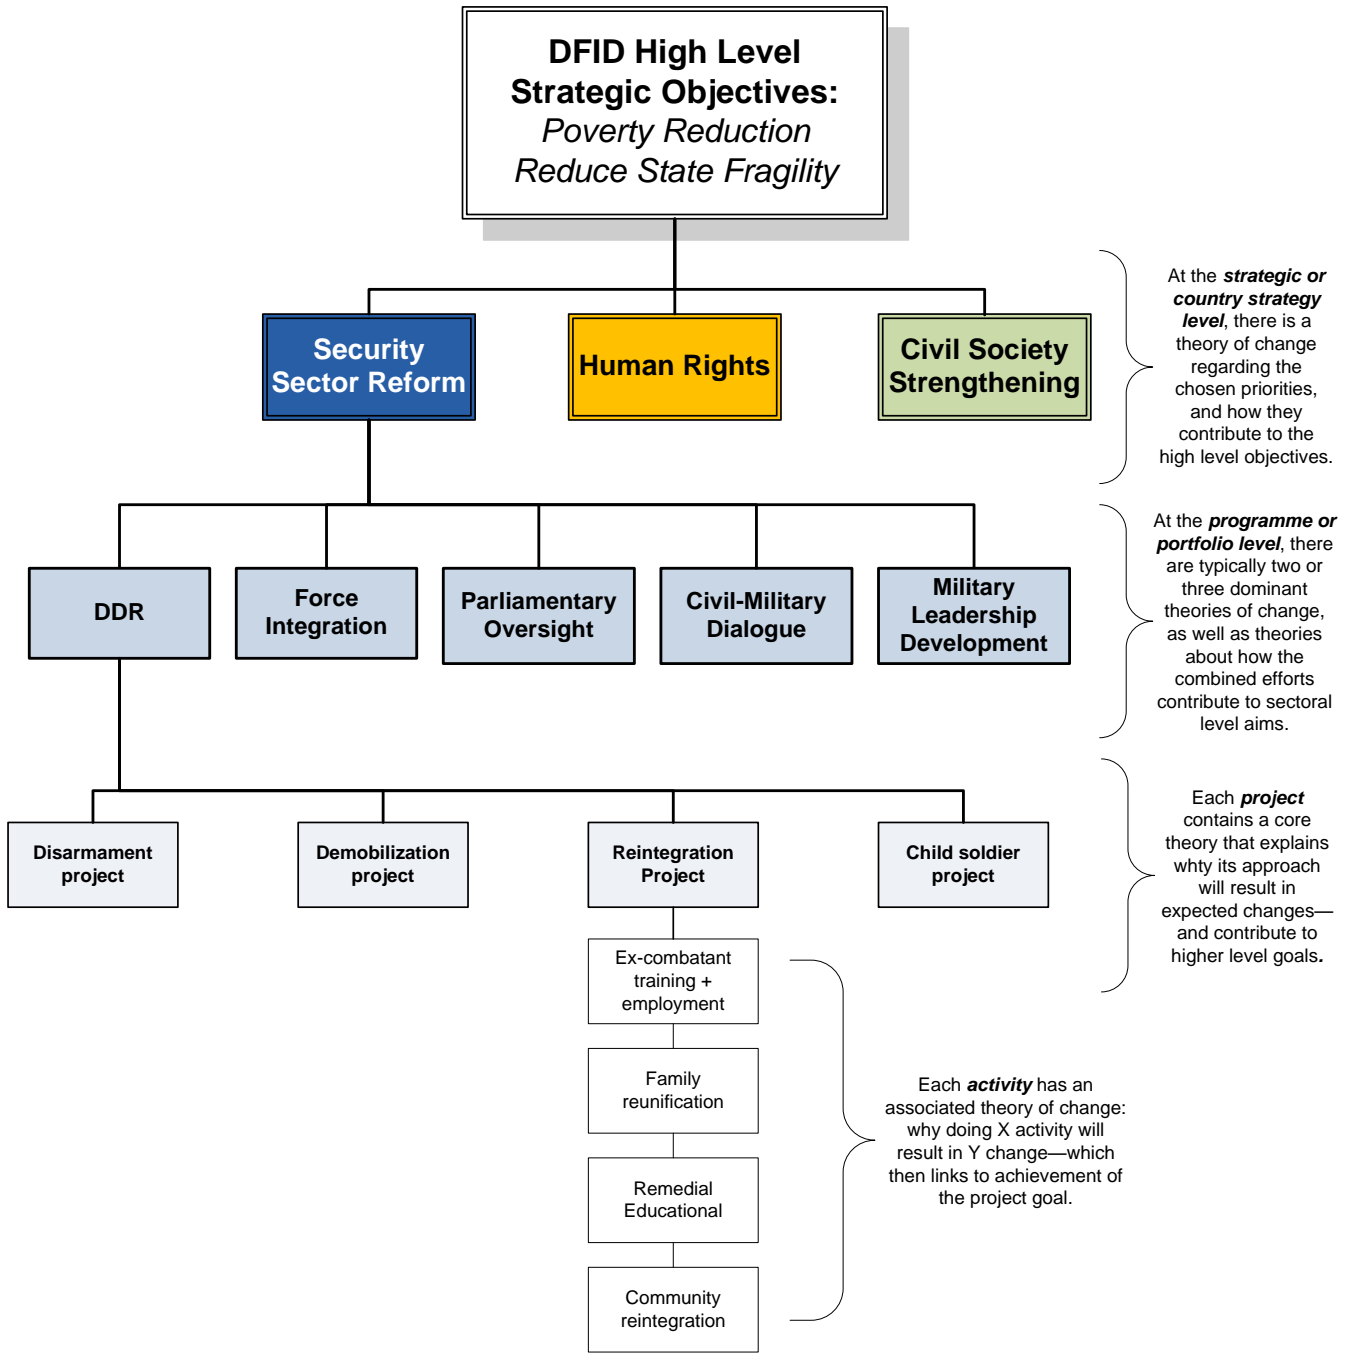 DFID High Level
Strategic Objectives:
Poverty Reduction
Reduce State Fragility
At the strategic or
country strategy
level, there is a
theory of change
regarding the
chosen priorities,
and how they
contribute to the
high level objectives.
Security
Sector Reform
Human Rights
Civil Society
Strengthening
At the programme or
portfolio level, there
are typically two or
three dominant
theories of change,
as well as theories
about how the
combined efforts
contribute to sectoral
level aims.
DDR
Force
Integration
Parliamentary
Oversight
Civil-Military
Dialogue
Military
Leadership
Development
Each project
contains a core
theory that explains
whty its approach
will result in
expected changes—
and contribute to
higher level goals.
Disarmament
project
Demobilization
project
Reintegration
Project
Child soldier
project
Ex-combatant
training +
employment
Family
reunification
Remedial
Educational
Community
reintegration
Each activity has an
associated theory of change:
why doing X activity will
result in Y change—which
then links to achievement of
the project goal.